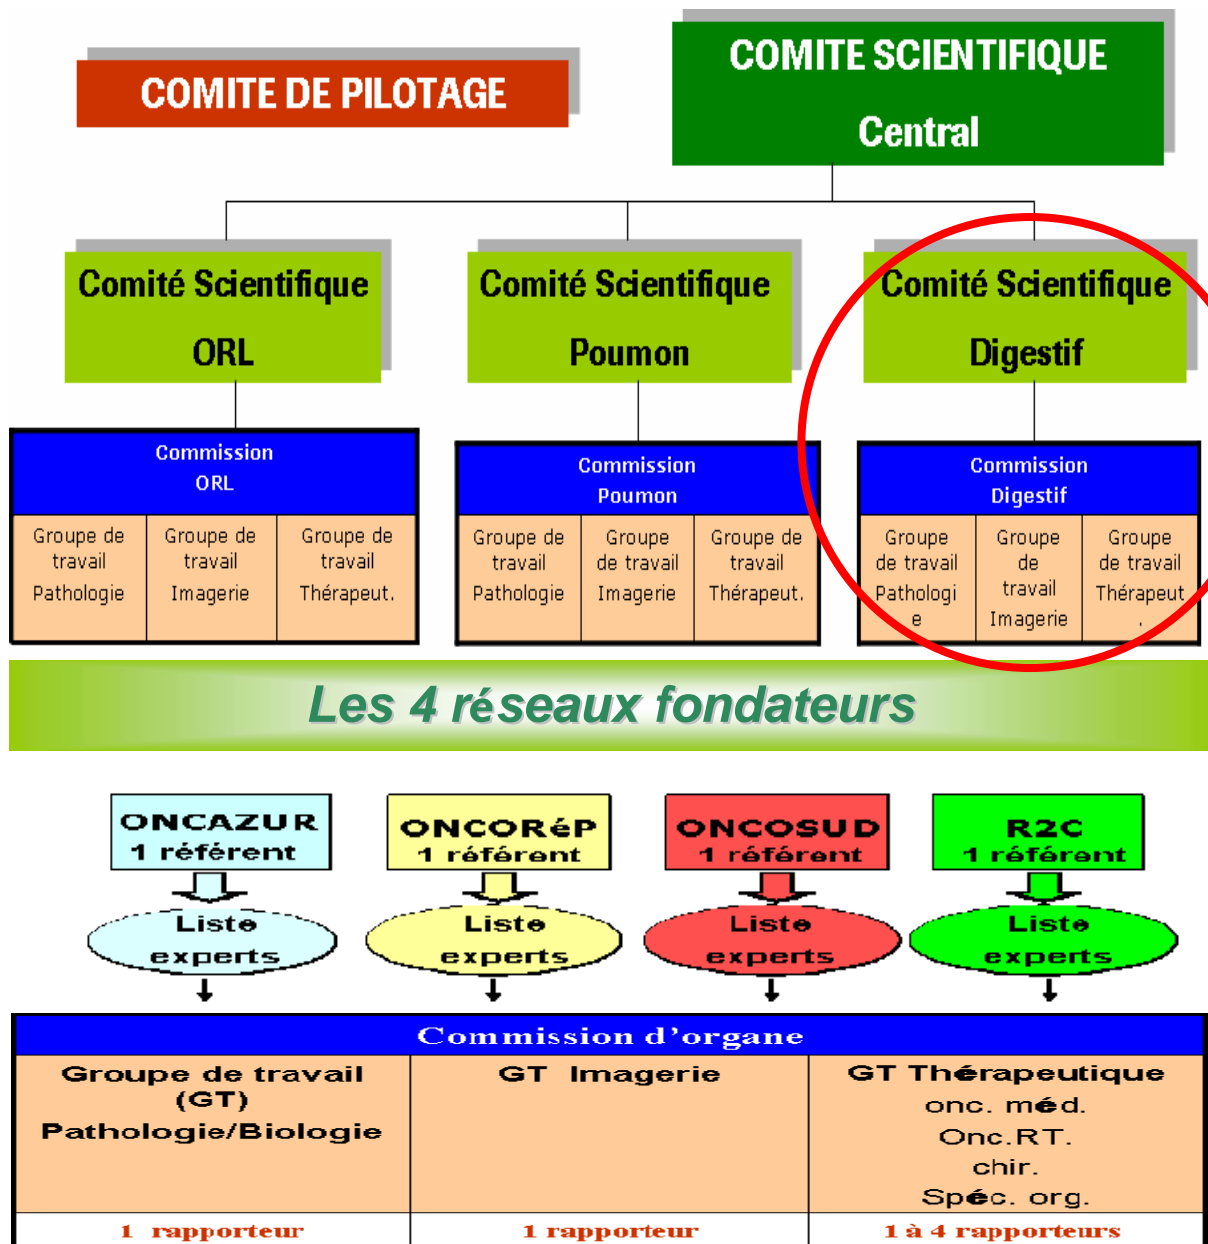 COMITE DE PILOTAGE
COMITE SCIENTIFIQUE
Central
Comité Scientifique
ORL
Comité Scientifique
Poumon
Comité Scientifique
Digestif
Commission
ORL
Groupe de
travail
Pathologie
Groupe de
travail
Imagerie
Groupe de
travail
Thérapeut.
Commission
Poumon
Groupe de
travail
Pathologie
Groupe
de travail
Imagerie
Groupe de
travail
Thérapeut.
Commission
Digestif
Groupe
de travail
Pathologi
e
Groupe
de
travail
Imagerie
Groupe
de travail
Thérapeut
.
Les 4 réseaux fondateurs
ONCAZUR
1 référent
Liste
experts
ONCORéP
1 référent
Liste
experts
ONCOSUD
1 référent
Liste
experts
R2C
1 référent
Liste
experts
Commission d'organe
Groupe de travail
(GT)
Pathologie/Biologie
GT Imagerie
GT Thérapeutique
onc. méd.
Onc.RT.
chir.
Spéc. org.
1 rapporteur
1 rapporteur
1 à 4 rapporteurs